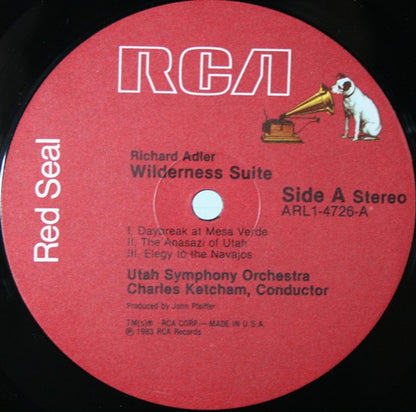 RCA
Red Seal
Richard Adler
Wilderness Suite
Side A Stereo
ARL1-4726-A
I. Daybreak at Mesa Verde
II. The Anasazi of Utah
III. Elegy to the Navajos
Utah Symphony Orchestra
Charles Ketcham, Conductor
Produced by John Pfeiffer
TM(s)® RCA CORP.—MADE IN U.S.A.
℗ 1983 RCA Records